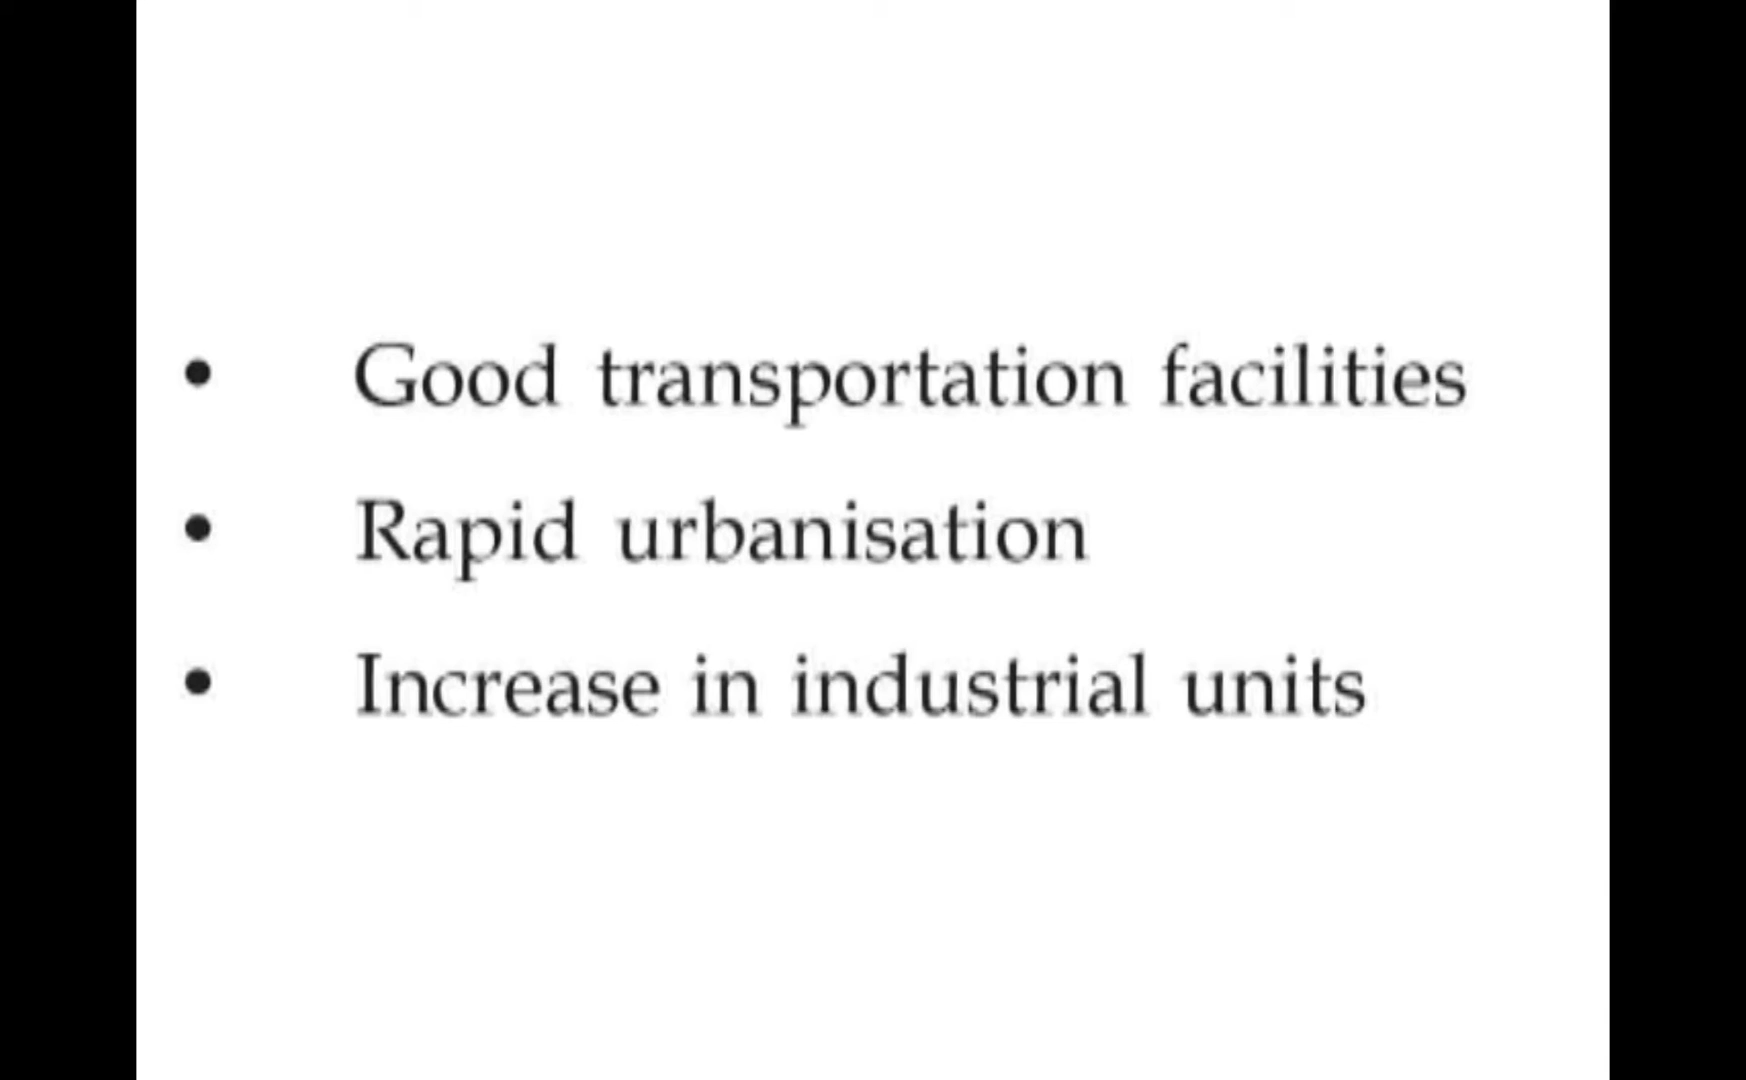 • Good transportation facilities
• Rapid urbanisation
• Increase in industrial units